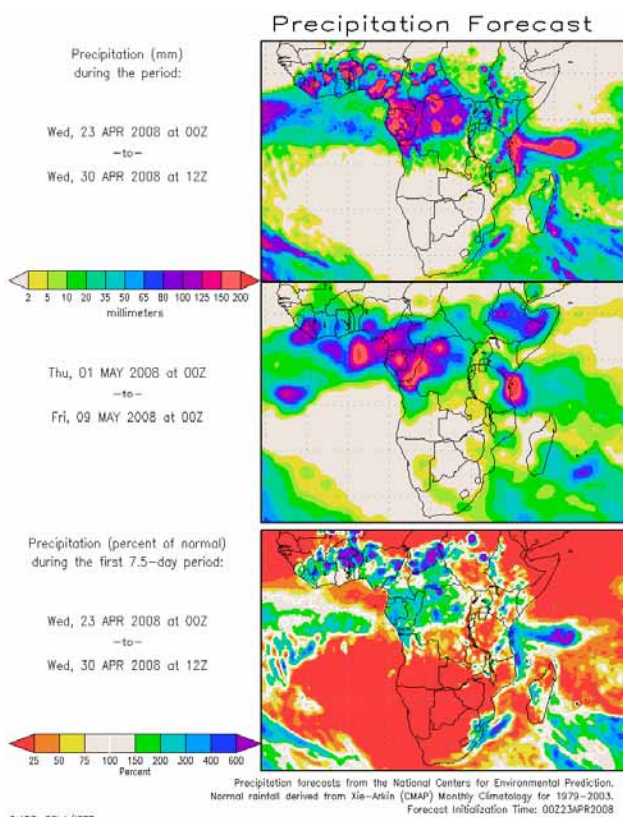 Precipitation Forecast
Precipitation (mm)
during the period:
Wed, 23 APR 2008 at 00Z
-to-
Wed, 30 APR 2008 at 12Z
2 5 10 20 35 50 65 80 100 125 150 200
millimeters
Thu, 01 MAY 2008 at 00Z
-to-
Fri, 09 MAY 2008 at 00Z
Precipitation (percent of normal)
during the first 7.5-day period:
Wed, 23 APR 2008 at 00Z
-to-
Wed, 30 APR 2008 at 12Z
25 50 75 100 150 200 300 400 600
Percent
Precipitation forecasts from the National Centers for Environmental Prediction.
Normal rainfall derived from Xie-Arkin (CMAP) Monthly Climatology for 1979-2003.
Forecast Initialization Time: 00Z23APR2008